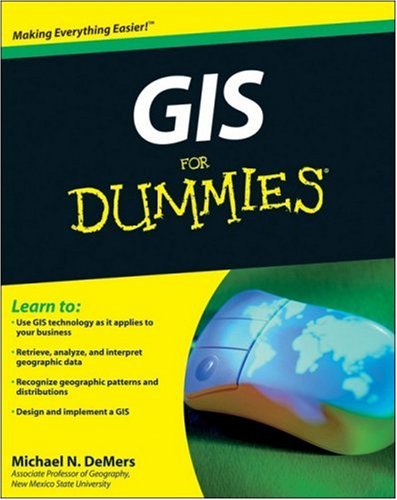 Making Everything Easier!™
GIS
FOR
DUMMIES®
Learn to:
• Use GIS technology as it applies to
your business
• Retrieve, analyze, and interpret
geographic data
• Recognize geographic patterns and
distributions
• Design and implement a GIS
Michael N. DeMers
Associate Professor of Geography,
New Mexico State University